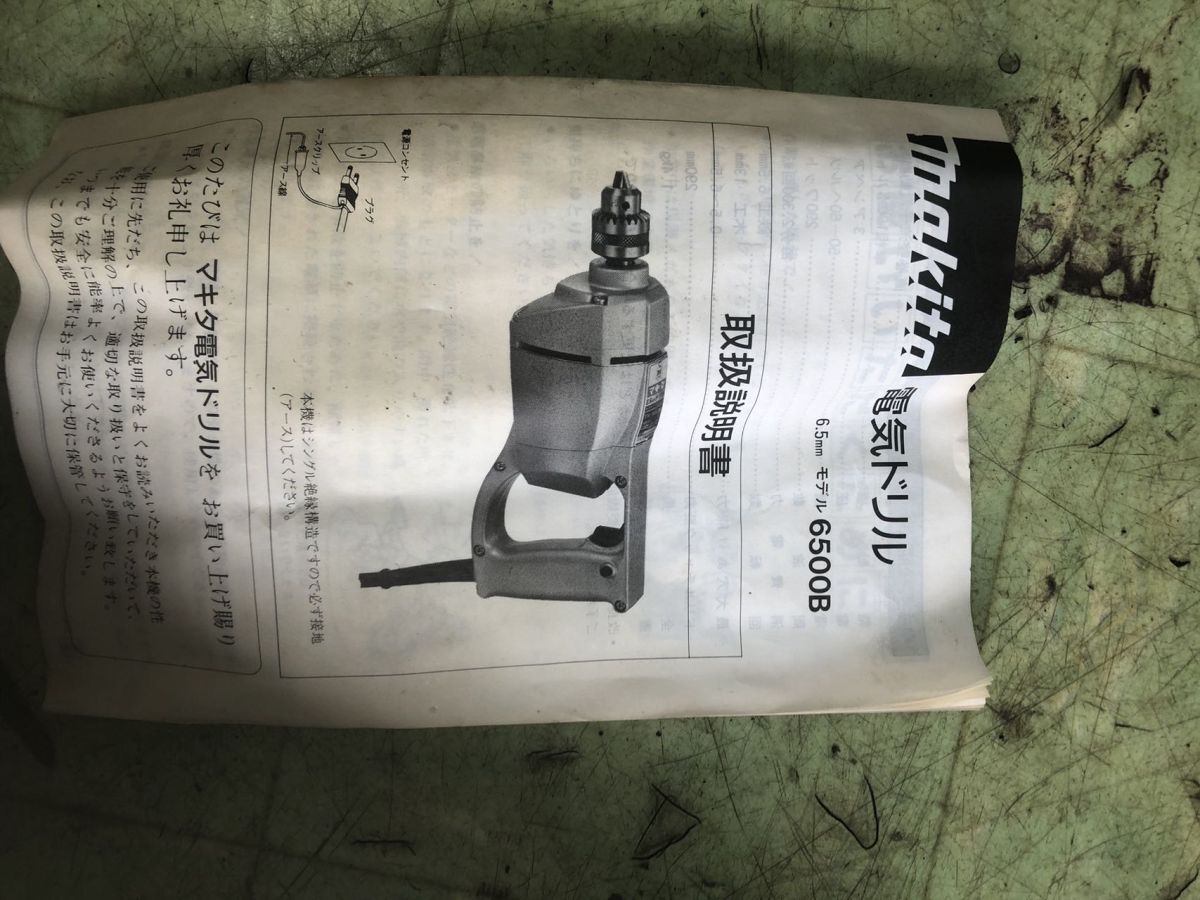 makita
電気ドリル
6.5mm モデル 6500B
取扱説明書
電源コンセント
プラグ
アースクリップ
アース線
本機はシングル絶縁構造ですので必ず接地
(アース)してください。
このたびは マキタ電気ドリルを お買い上げ賜り
厚くお礼申し上げます。
用に先だち、この取扱説明書をよくお読みいただき本機の性
十分ご理解の上で、適切な取り扱いと保守をしていただいて、
いつまでも安全に能率よくお使いくださるようお願い致します。
この取扱説明書はお手元に大切に保管してください。